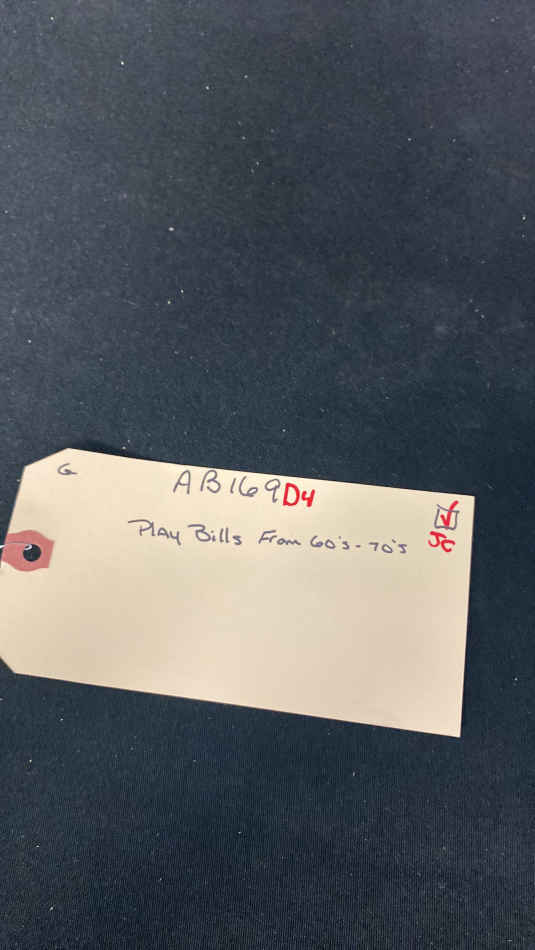 G
AB169D4
Play Bills From 60's-70's
JC